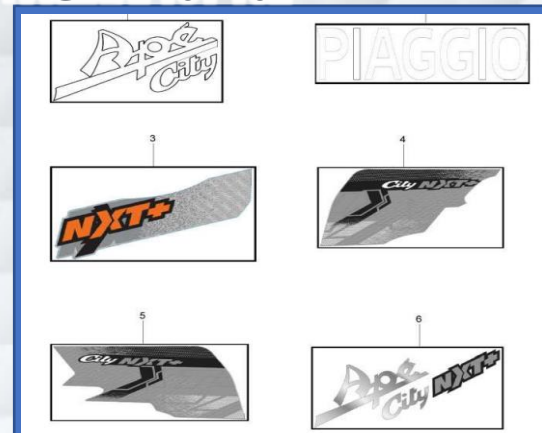 Ape
City
PIAGGIO
3
NXT+
4
City NXT+
5
City NXT+
6
Ape
City NXT+